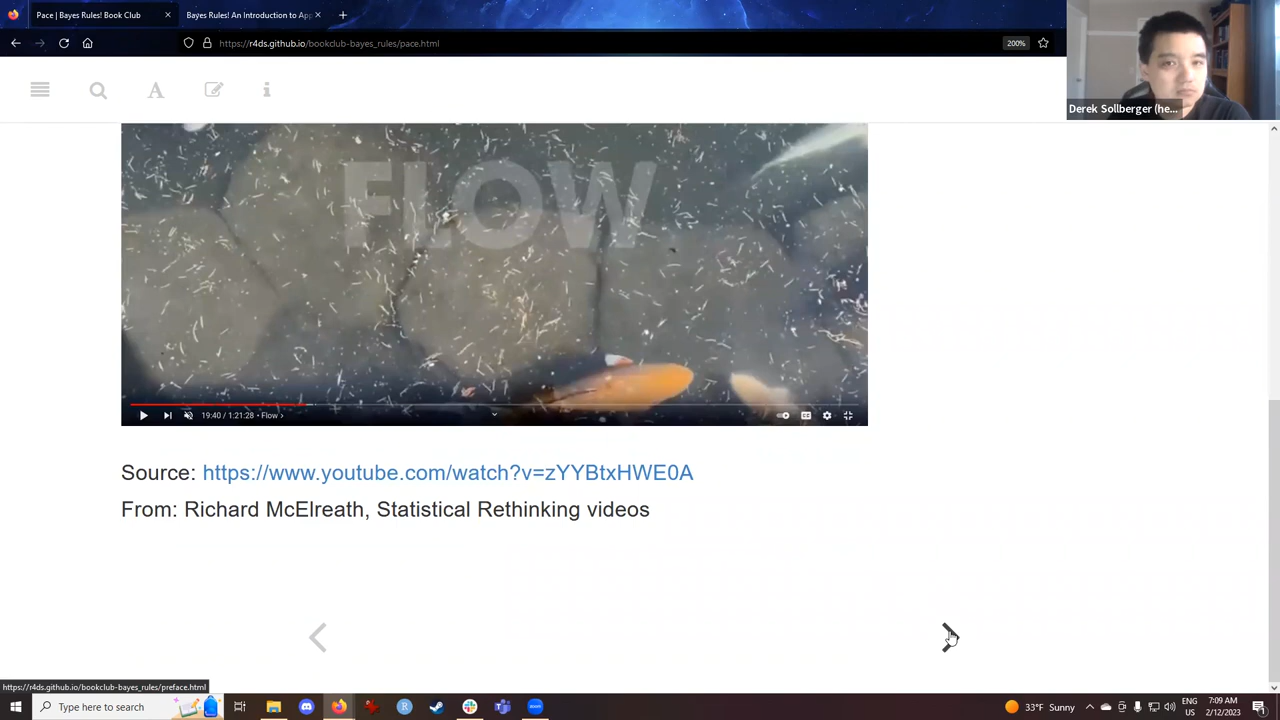 Pace | Bayes Rules! Book Club
Bayes Rules! An Introduction to App
https://r4ds.github.io/bookclub-bayes_rules/pace.html
200%
Derek Sollberger (he...
FLOW
19:40 / 1:21:28 • Flow ›
CC
Source: https://www.youtube.com/watch?v=zYYBtxHWE0A
From: Richard McElreath, Statistical Rethinking videos
https://r4ds.github.io/bookclub-bayes_rules/preface.html
Type here to search
zoom
33°F Sunny
ENG
US
7:09 AM
2/12/2023